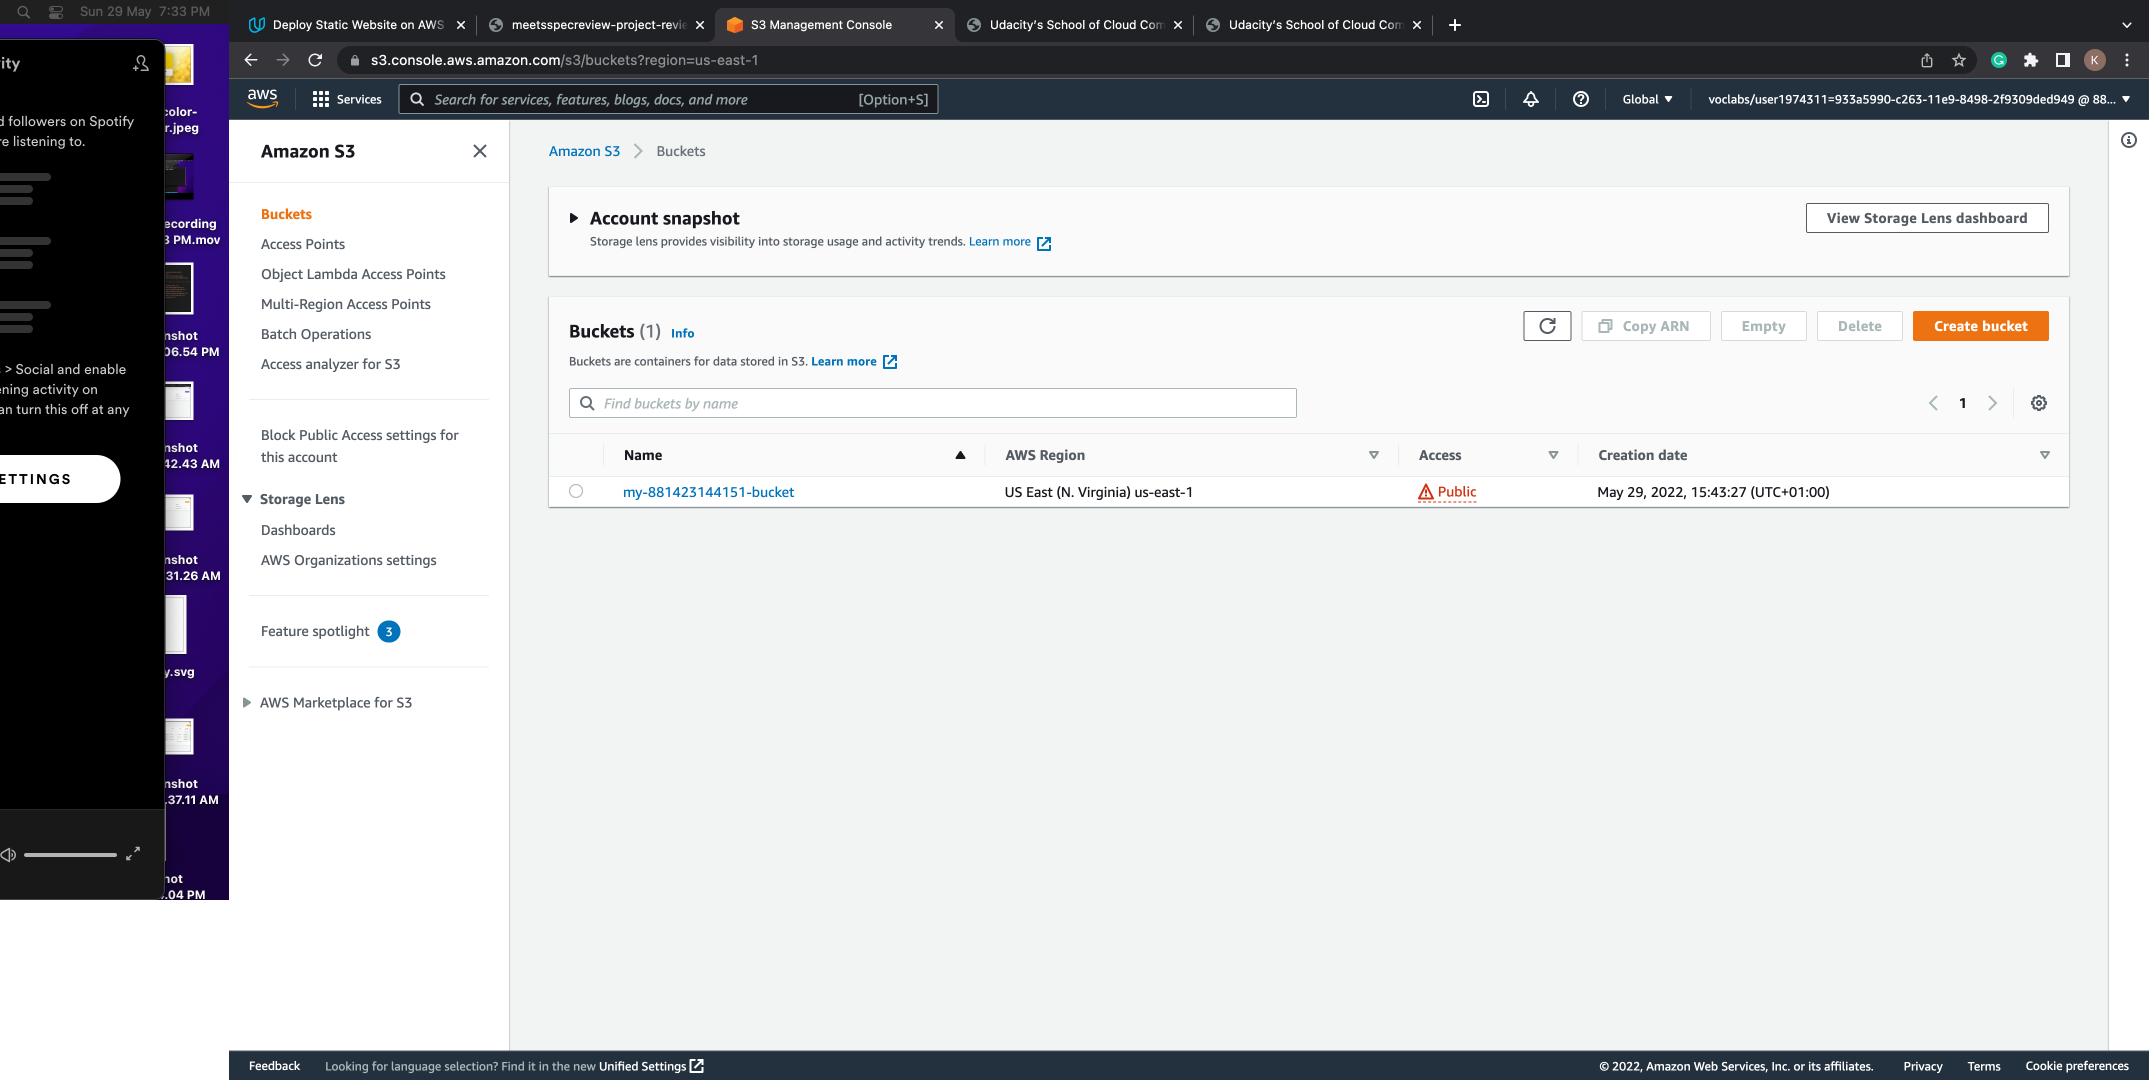 Sun 29 May 7:33 PM
ity
d followers on Spotify
re listening to.
> Social and enable
ening activity on
an turn this off at any
ETTINGS
color-
r.jpeg
ecording
3 PM.mov
nshot
06.54 PM
nshot
42.43 AM
nshot
31.26 AM
y.svg
nshot
.37.11 AM
hot
.04 PM
Deploy Static Website on AWS
meetsspecreview-project-revie
S3 Management Console
Udacity's School of Cloud Com
Udacity's School of Cloud Com
s3.console.aws.amazon.com/s3/buckets?region=us-east-1
K
aws
Services
Search for services, features, blogs, docs, and more
[Option+S]
Global
voclabs/user1974311=933a5990-c263-11e9-8498-2f9309ded949 @ 88...
Amazon S3
Buckets
Access Points
Object Lambda Access Points
Multi-Region Access Points
Batch Operations
Access analyzer for S3
Block Public Access settings for
this account
Storage Lens
Dashboards
AWS Organizations settings
Feature spotlight 3
AWS Marketplace for S3
Amazon S3 > Buckets
Account snapshot
Storage lens provides visibility into storage usage and activity trends. Learn more
View Storage Lens dashboard
Buckets (1) Info
Buckets are containers for data stored in S3. Learn more
Copy ARN
Empty
Delete
Create bucket
Find buckets by name
1
Name AWS Region Access Creation date
my-881423144151-bucket US East (N. Virginia) us-east-1 Public May 29, 2022, 15:43:27 (UTC+01:00)
Feedback Looking for language selection? Find it in the new Unified Settings
© 2022, Amazon Web Services, Inc. or its affiliates. Privacy Terms Cookie preferences